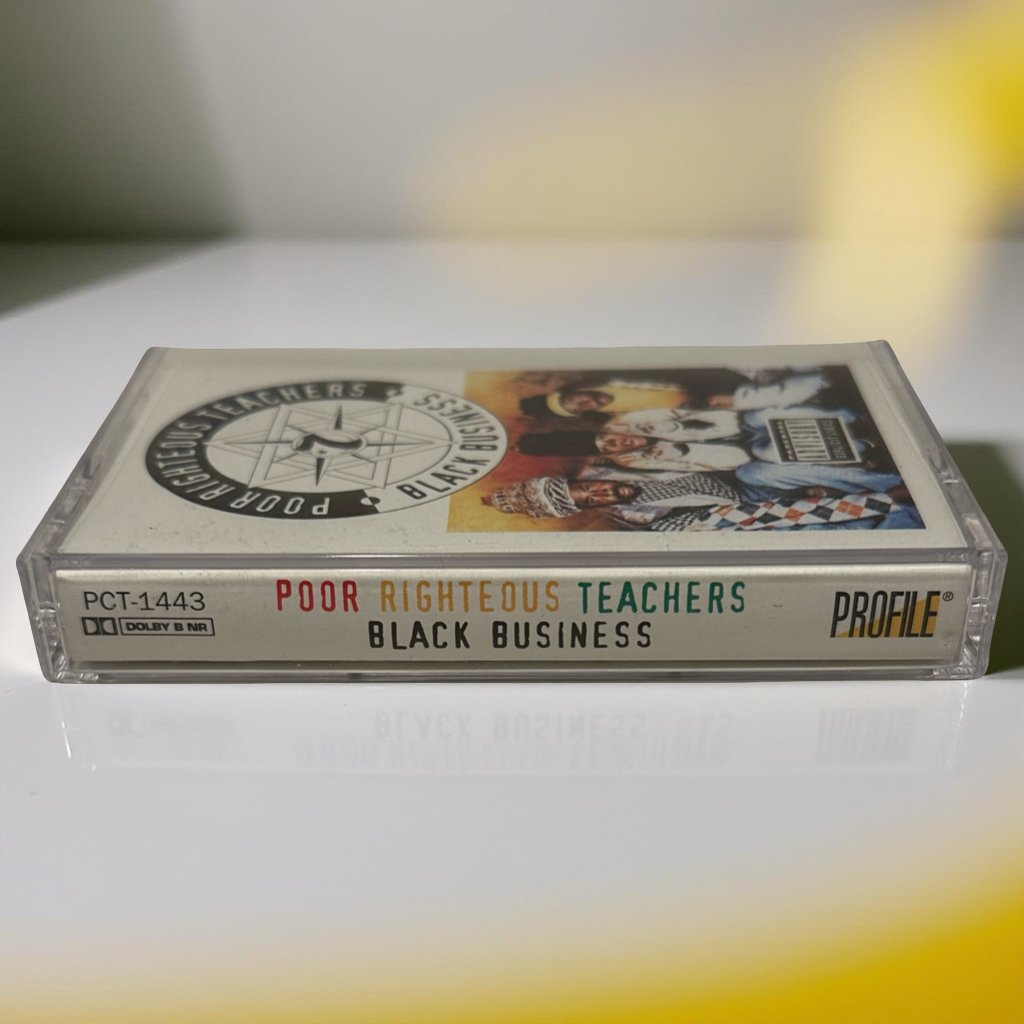 POOR RIGHTEOUS TEACHERS
BLACK BUSINESS
PCT-1443
DOLBY B NR
POOR RIGHTEOUS TEACHERS
BLACK BUSINESS
PROFILE®